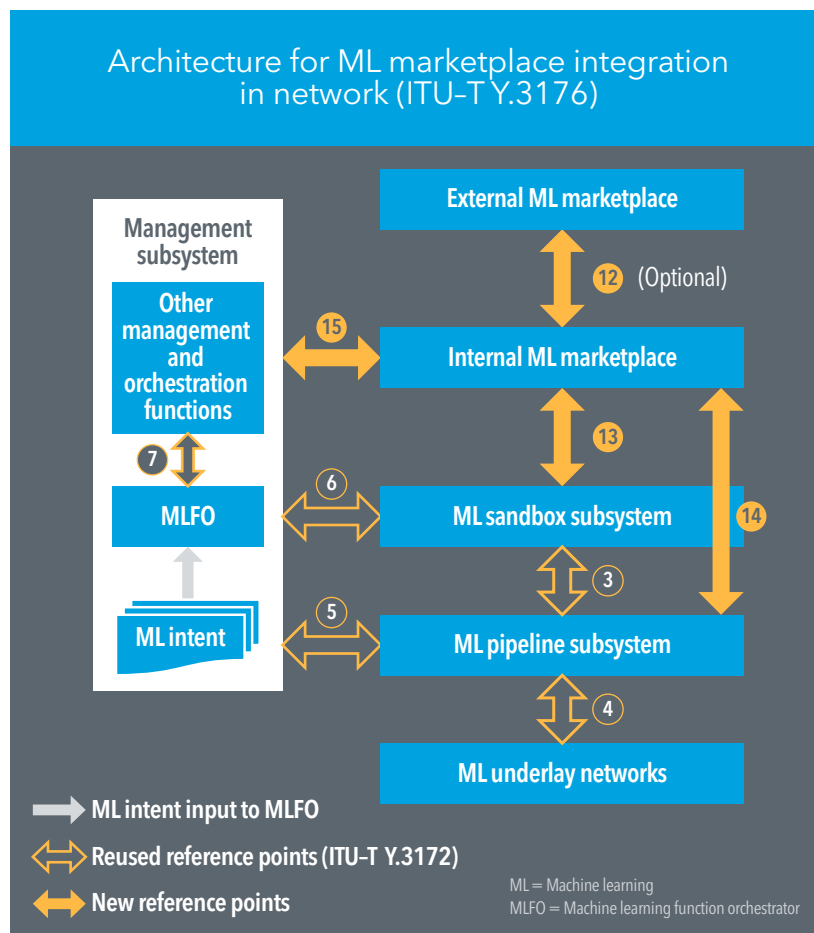 Architecture for ML marketplace integration
in network (ITU–T Y.3176)
External ML marketplace
Management
subsystem
12 (Optional)
Other
management
and
orchestration
functions
15
Internal ML marketplace
13
7
6
MLFO
ML sandbox subsystem
14
3
5
ML intent
ML pipeline subsystem
4
ML underlay networks
ML intent input to MLFO
Reused reference points (ITU–T Y.3172)
New reference points
ML = Machine learning
MLFO = Machine learning function orchestrator